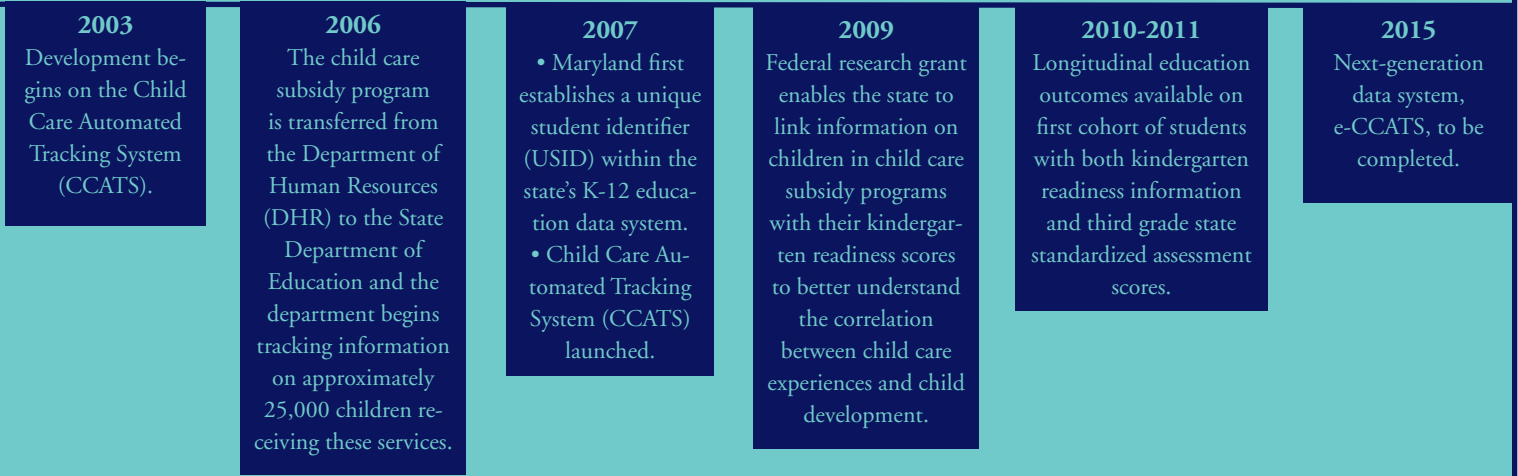 2003
Development be-
gins on the Child
Care Automated
Tracking System
(CCATS).
2006
The child care
subsidy program
is transferred from
the Department of
Human Resources
(DHR) to the State
Department of
Education and the
department begins
tracking information
on approximately
25,000 children re-
ceiving these services.
2007
• Maryland first
establishes a unique
student identifier
(USID) within the
state’s K-12 educa-
tion data system.
• Child Care Au-
tomated Tracking
System (CCATS)
launched.
2009
Federal research grant
enables the state to
link information on
children in child care
subsidy programs
with their kindergar-
ten readiness scores
to better understand
the correlation
between child care
experiences and child
development.
2010-2011
Longitudinal education
outcomes available on
first cohort of students
with both kindergarten
readiness information
and third grade state
standardized assessment
scores.
2015
Next-generation
data system,
e-CCATS, to be
completed.